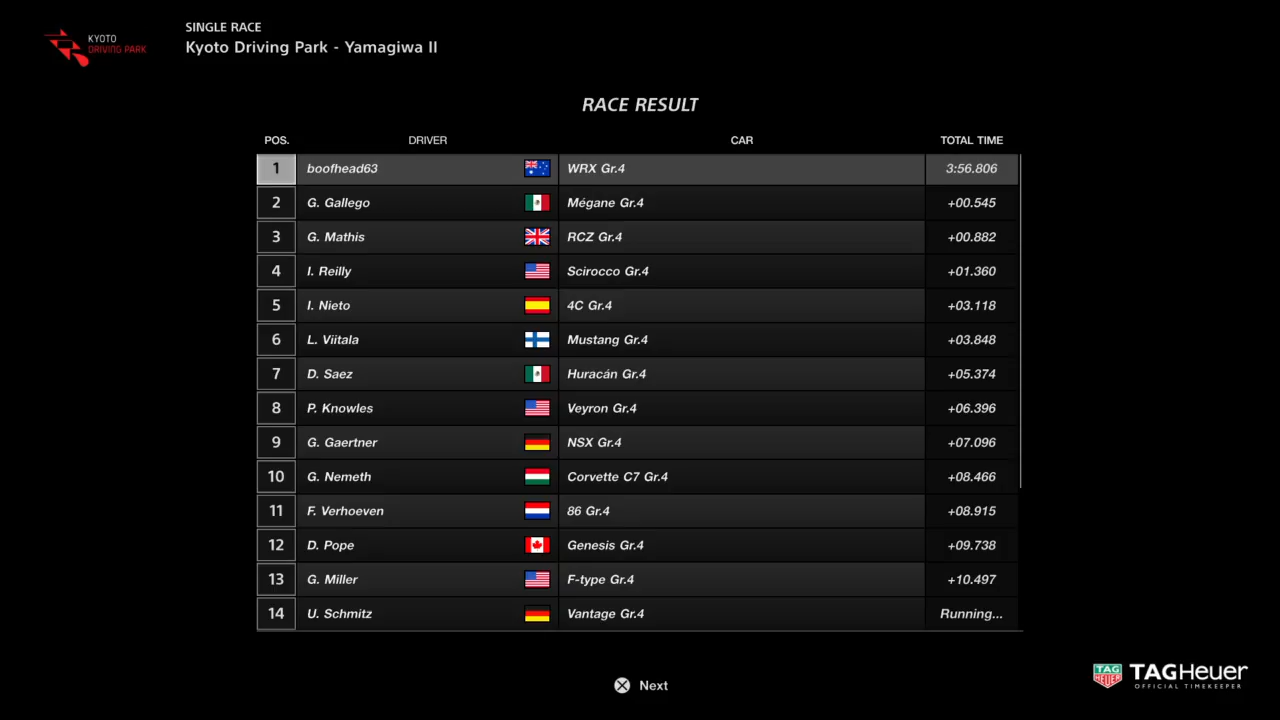 SINGLE RACE
KYOTO
DRIVING PARK
Kyoto Driving Park - Yamagiwa II
RACE RESULT
POS. DRIVER CAR TOTAL TIME
1 boofhead63 WRX Gr.4 3:56.806
2 G. Gallego Mégane Gr.4 +00.545
3 G. Mathis RCZ Gr.4 +00.882
4 I. Reilly Scirocco Gr.4 +01.360
5 I. Nieto 4C Gr.4 +03.118
6 L. Viitala Mustang Gr.4 +03.848
7 D. Saez Huracán Gr.4 +05.374
8 P. Knowles Veyron Gr.4 +06.396
9 G. Gaertner NSX Gr.4 +07.096
10 G. Nemeth Corvette C7 Gr.4 +08.466
11 F. Verhoeven 86 Gr.4 +08.915
12 D. Pope Genesis Gr.4 +09.738
13 G. Miller F-type Gr.4 +10.497
14 U. Schmitz Vantage Gr.4 Running...
Next
TAG HEUER TAGHeuer
OFFICIAL TIMEKEEPER